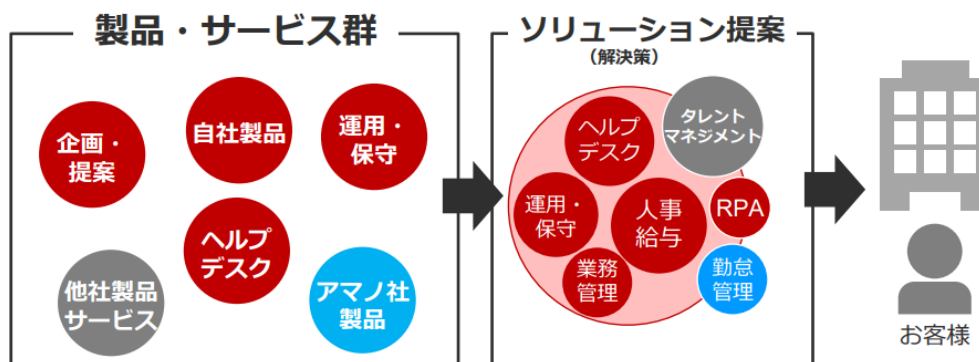 製品・サービス群
企画・
提案
自社製品
運用・
保守
ヘルプ
デスク
他社製品
サービス
アマノ社
製品
ソリューション提案
（解決策）
ヘルプ
デスク
タレント
マネジメント
運用・
保守
人事
給与
RPA
業務
管理
勤怠
管理
お客様